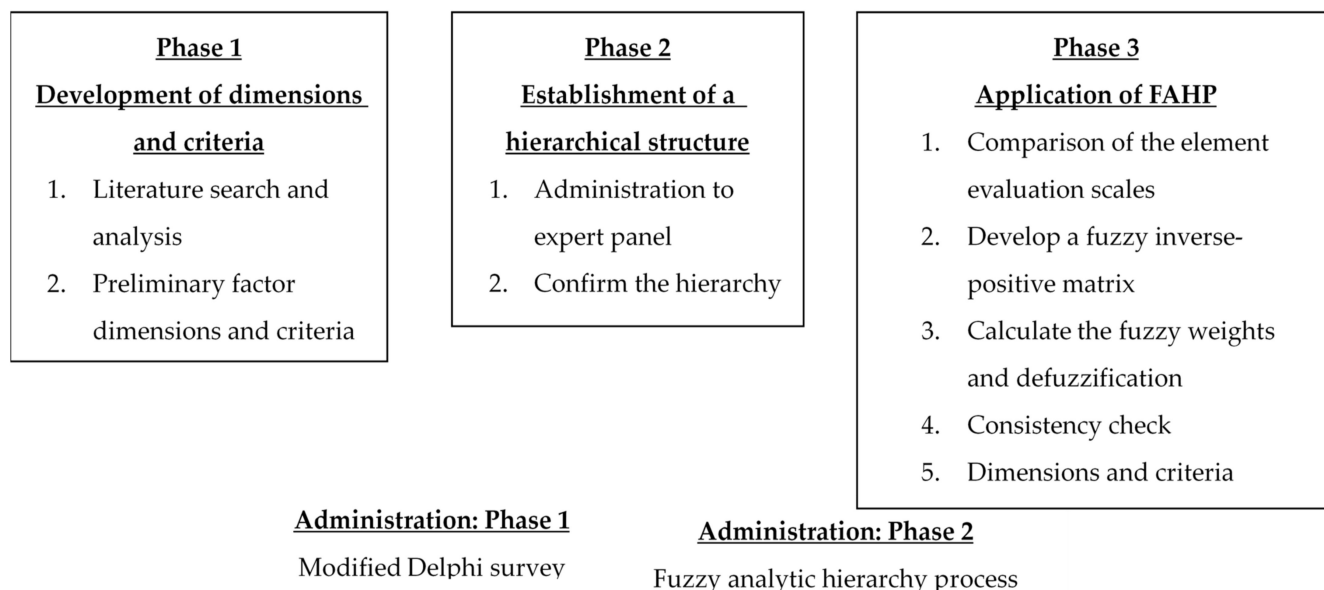 Phase 1
Development of dimensions
and criteria
1. Literature search and
analysis
2. Preliminary factor
dimensions and criteria
Phase 2
Establishment of a
hierarchical structure
1. Administration to
expert panel
2. Confirm the hierarchy
Phase 3
Application of FAHP
1. Comparison of the element
evaluation scales
2. Develop a fuzzy inverse-
positive matrix
3. Calculate the fuzzy weights
and defuzzification
4. Consistency check
5. Dimensions and criteria
Administration: Phase 1
Modified Delphi survey
Administration: Phase 2
Fuzzy analytic hierarchy process